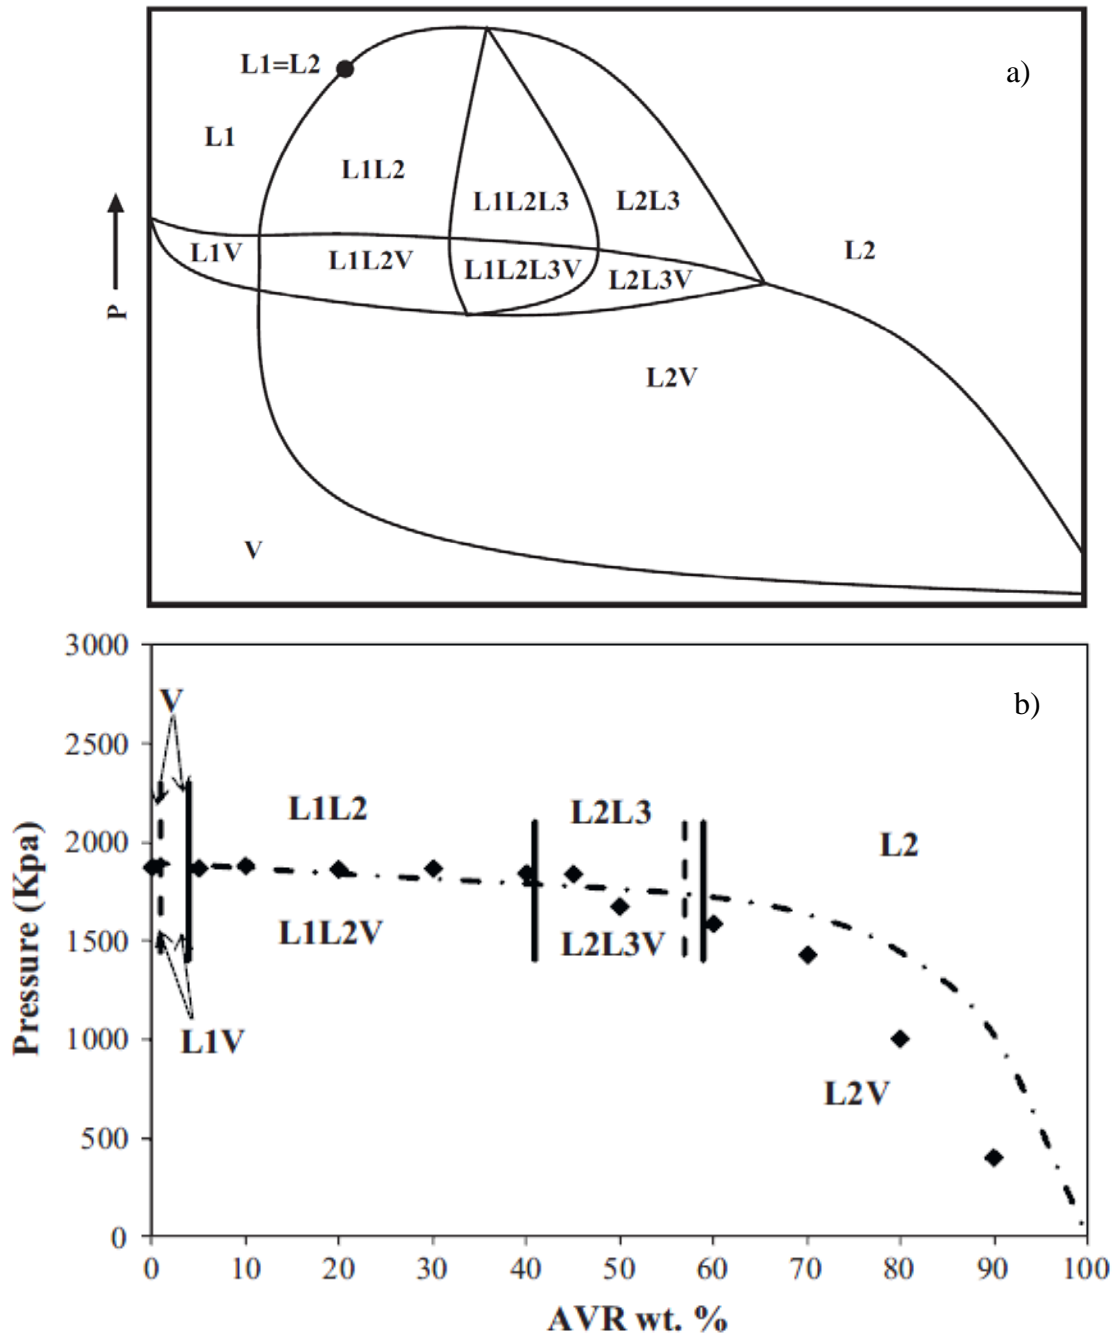 a)
L1=L2
L1
L1L2
L1L2L3
L2L3
L2
L1V
L1L2V
L1L2L3V
L2L3V
P
L2V
V
3000
b)
V
2500
L1L2
L2L3
2000
L2
1500
L1L2V
L2L3V
1000
L1V
L2V
500
0
0 10 20 30 40 50 60 70 80 90 100
Pressure (Kpa)
AVR wt. %